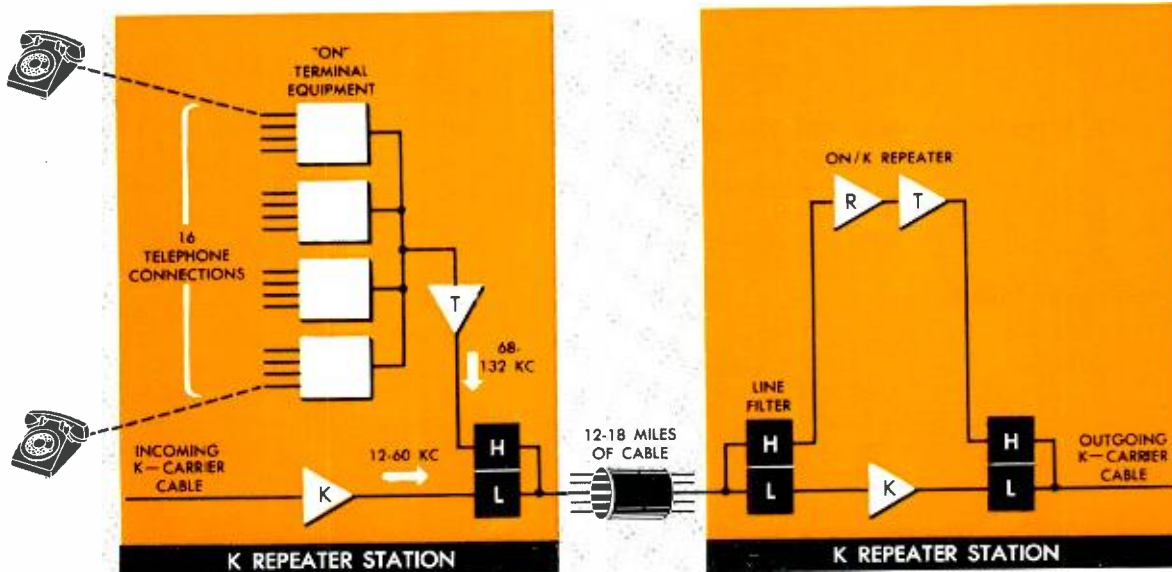 "ON"
TERMINAL
EQUIPMENT
16
TELEPHONE
CONNECTIONS
T
68-
132 KC
INCOMING
K—CARRIER
CABLE
12-60 KC
K
H
L
K REPEATER STATION
12-18 MILES
OF CABLE
ON/K REPEATER
R
T
LINE
FILTER
H
L
K
H
L
OUTGOING
K—CARRIER
CABLE
K REPEATER STATION